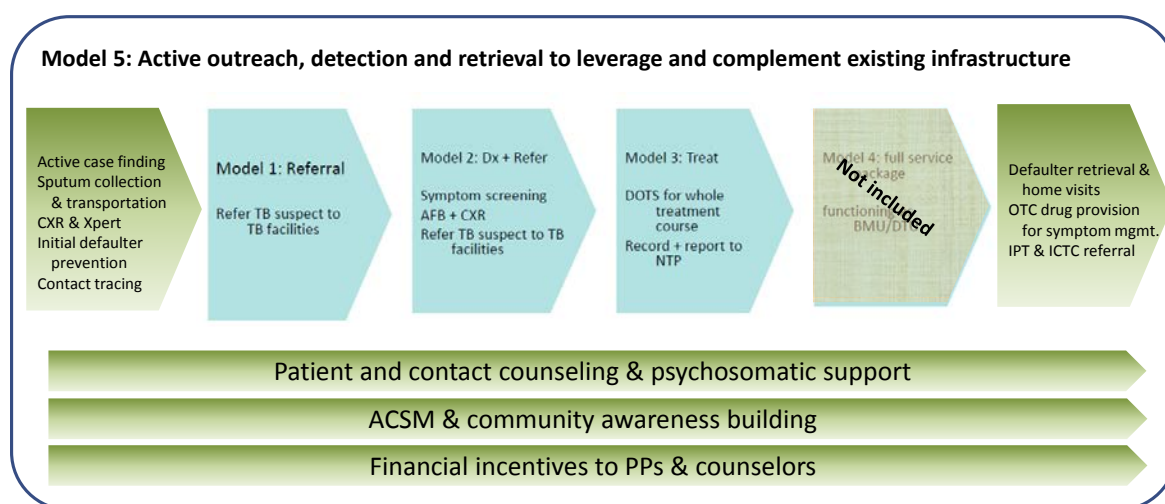 Model 5: Active outreach, detection and retrieval to leverage and complement existing infrastructure
Active case finding
Sputum collection
& transportation
CXR & Xpert
Initial defaulter
prevention
Contact tracing
Model 1: Referral
Refer TB suspect to
TB facilities
Model 2: Dx + Refer
Symptom screening
AFB + CXR
Refer TB suspect to TB
facilities
Model 3: Treat
DOTS for whole
treatment
course
Record + report to
NTP
Model 4: full service
package
functioning
BMU/DTC
Not included
Defaulter retrieval &
home visits
OTC drug provision
for symptom mgmt.
IPT & ICTC referral
Patient and contact counseling & psychosomatic support
ACSM & community awareness building
Financial incentives to PPs & counselors